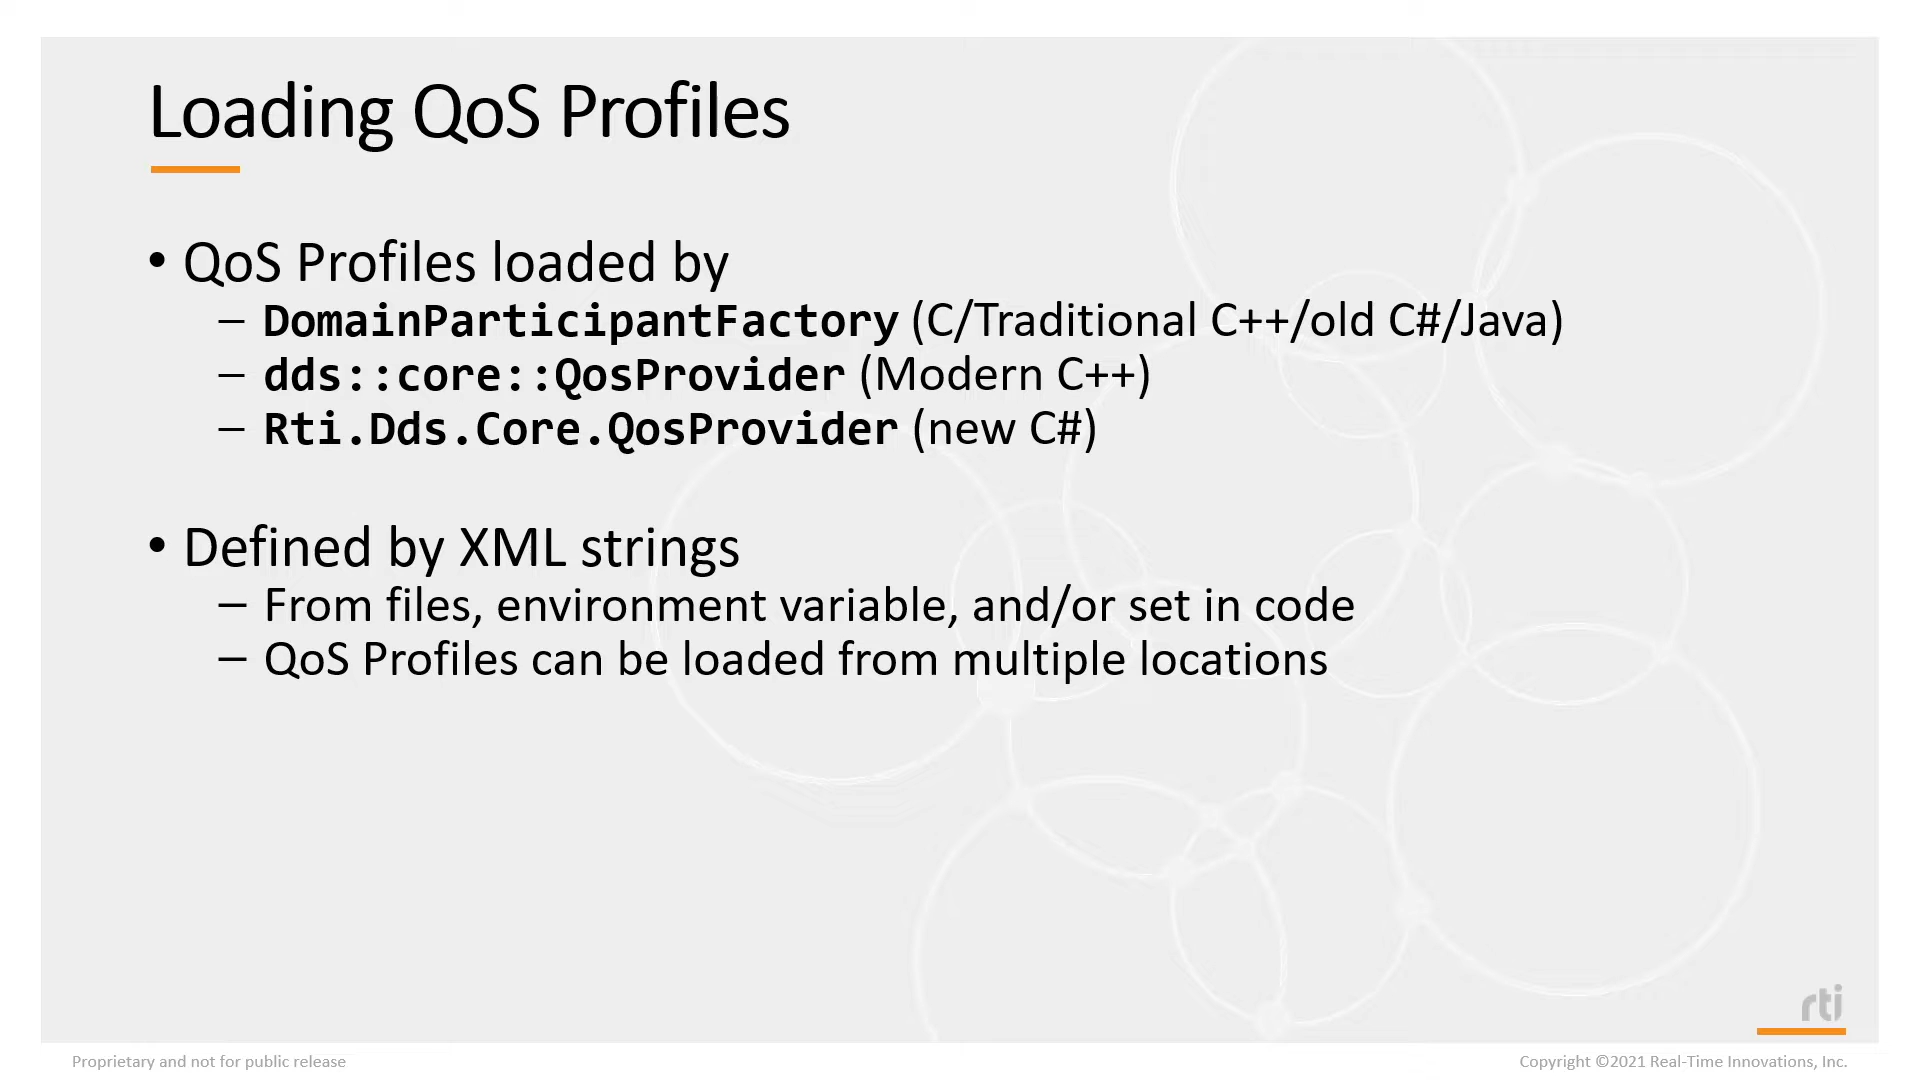 Loading QoS Profiles
• QoS Profiles loaded by
– DomainParticipantFactory (C/Traditional C++/old C#/Java)
– dds::core::QosProvider (Modern C++)
– Rti.Dds.Core.QosProvider (new C#)
• Defined by XML strings
– From files, environment variable, and/or set in code
– QoS Profiles can be loaded from multiple locations
rti
Proprietary and not for public release
Copyright ©2021 Real-Time Innovations, Inc.